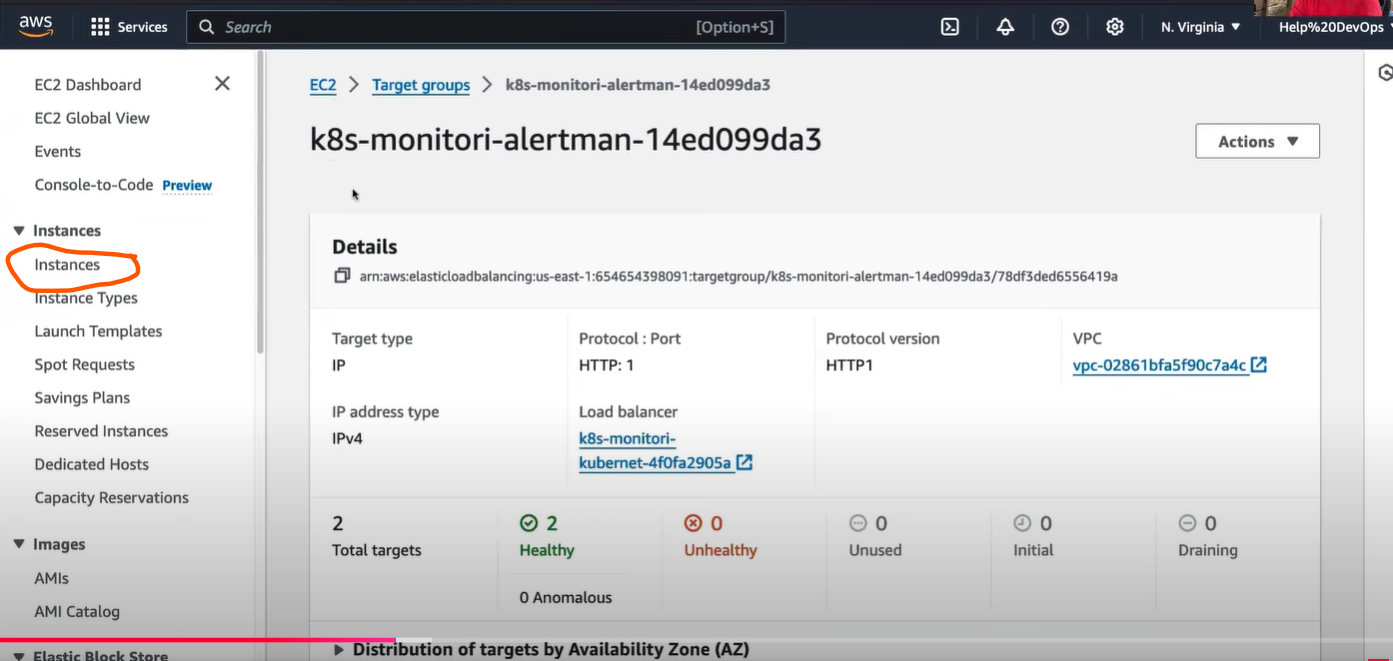 aws
Services
Search
[Option+S]
N. Virginia
Help%20DevOps
EC2 Dashboard
EC2 Global View
Events
Console-to-Code Preview
Instances
Instances
Instance Types
Launch Templates
Spot Requests
Savings Plans
Reserved Instances
Dedicated Hosts
Capacity Reservations
Images
AMIs
AMI Catalog
Elastic Block Store
EC2 > Target groups > k8s-monitori-alertman-14ed099da3
k8s-monitori-alertman-14ed099da3
Actions
Details
arn:aws:elasticloadbalancing:us-east-1:654654398091:targetgroup/k8s-monitori-alertman-14ed099da3/78df3ded6556419a
Target type
IP
Protocol : Port
HTTP: 1
Protocol version
HTTP1
VPC
vpc-02861bfa5f90c7a4c
IP address type
IPv4
Load balancer
k8s-monitori-
kubernet-4f0fa2905a
2
Total targets
2
Healthy
0 Anomalous
0
Unhealthy
0
Unused
0
Initial
0
Draining
Distribution of targets by Availability Zone (AZ)